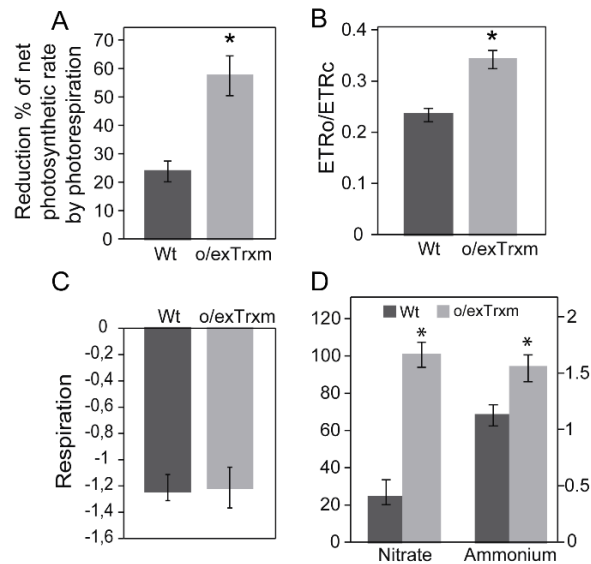 A
Reduction % of net
photosynthetic rate
by photorespiration
70
60
50
40
30
20
10
0
*
Wt o/exTrxm
B
ETRo/ETRc
0.4
0.3
0.2
0.1
0
*
Wt o/exTrxm
C
Respiration
Wt o/exTrxm
0
-0,2
-0,4
-0,6
-0,8
-1
-1,2
-1,4
-1,6
D
Wt o/exTrxm
120
100
80
60
40
20
0
* *
2
1.5
1
0.5
0
Nitrate Ammonium